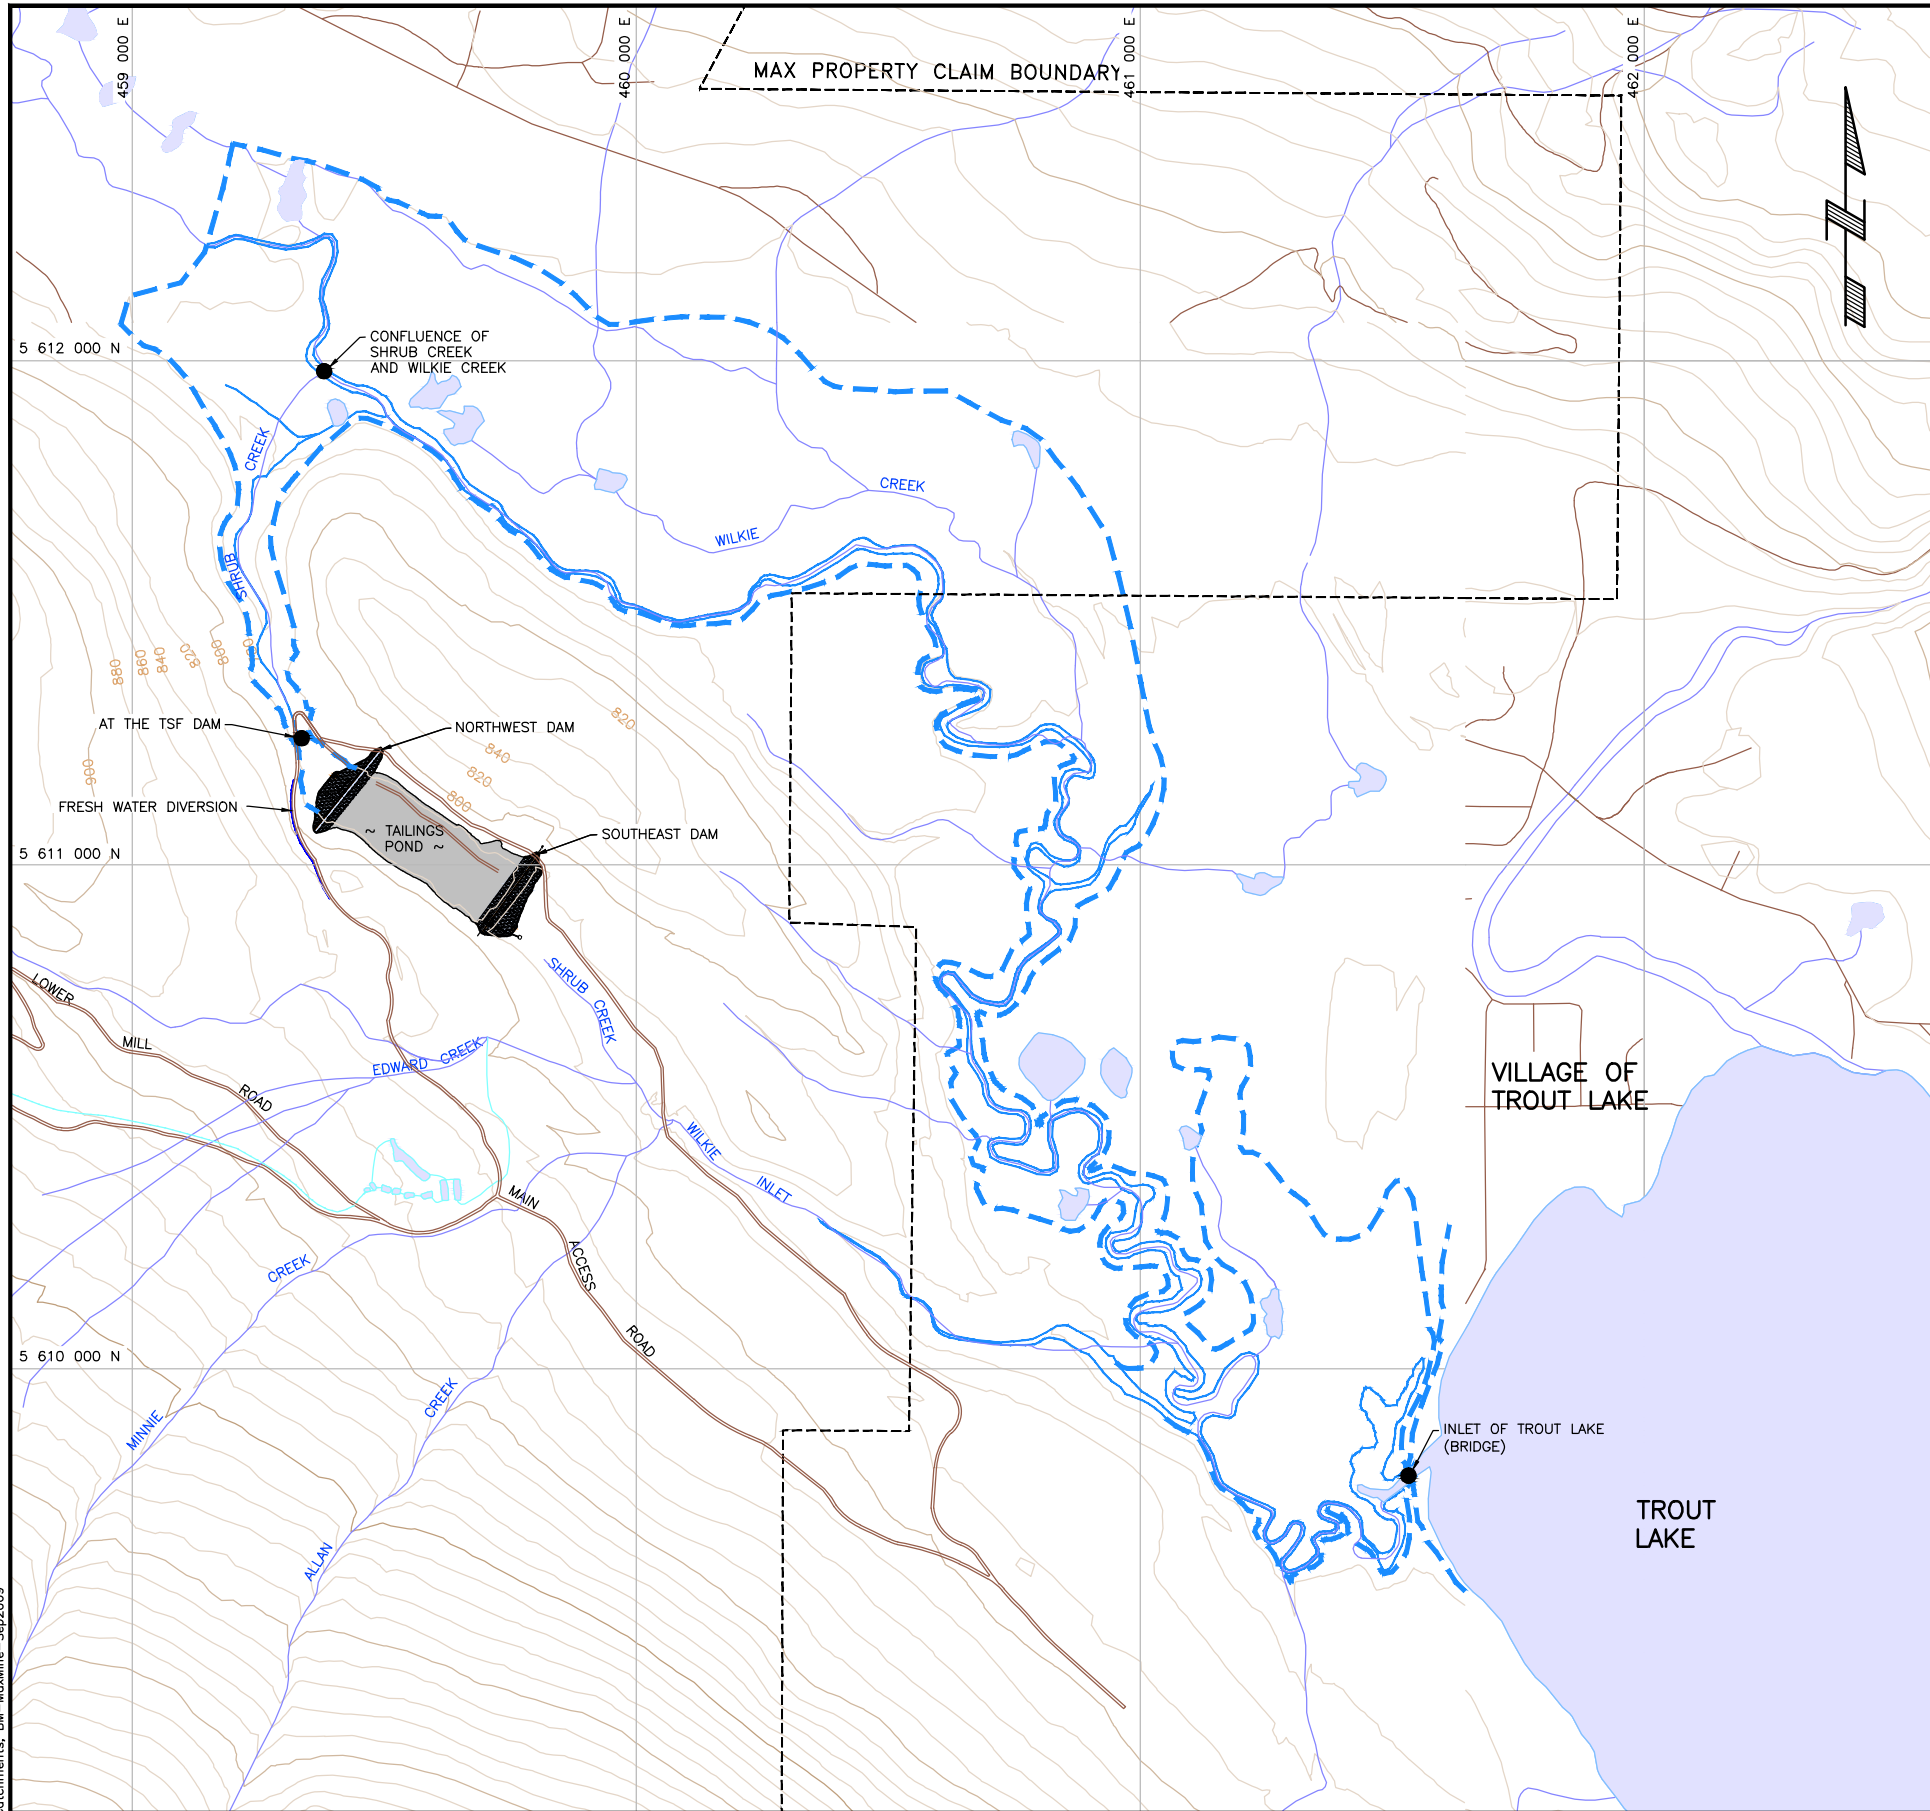 459 000 E
460 000 E
461 000 E
462 000 E
MAX PROPERTY CLAIM BOUNDARY
5 612 000 N
CONFLUENCE OF
SHRUB CREEK
AND WILKIE CREEK
SHRUB CREEK
WILKIE CREEK
880
860
840
820
800
900
AT THE TSF DAM
NORTHWEST DAM
820
840
820
800
FRESH WATER DIVERSION
~ TAILINGS
POND ~
SOUTHEAST DAM
5 611 000 N
LOWER MILL ROAD
SHRUB CREEK
EDWARD CREEK
WILKIE INLET
VILLAGE OF
TROUT LAKE
MAIN ACCESS ROAD
5 610 000 N
MINNIE CREEK
ALLAN CREEK
INLET OF TROUT LAKE
(BRIDGE)
TROUT
LAKE